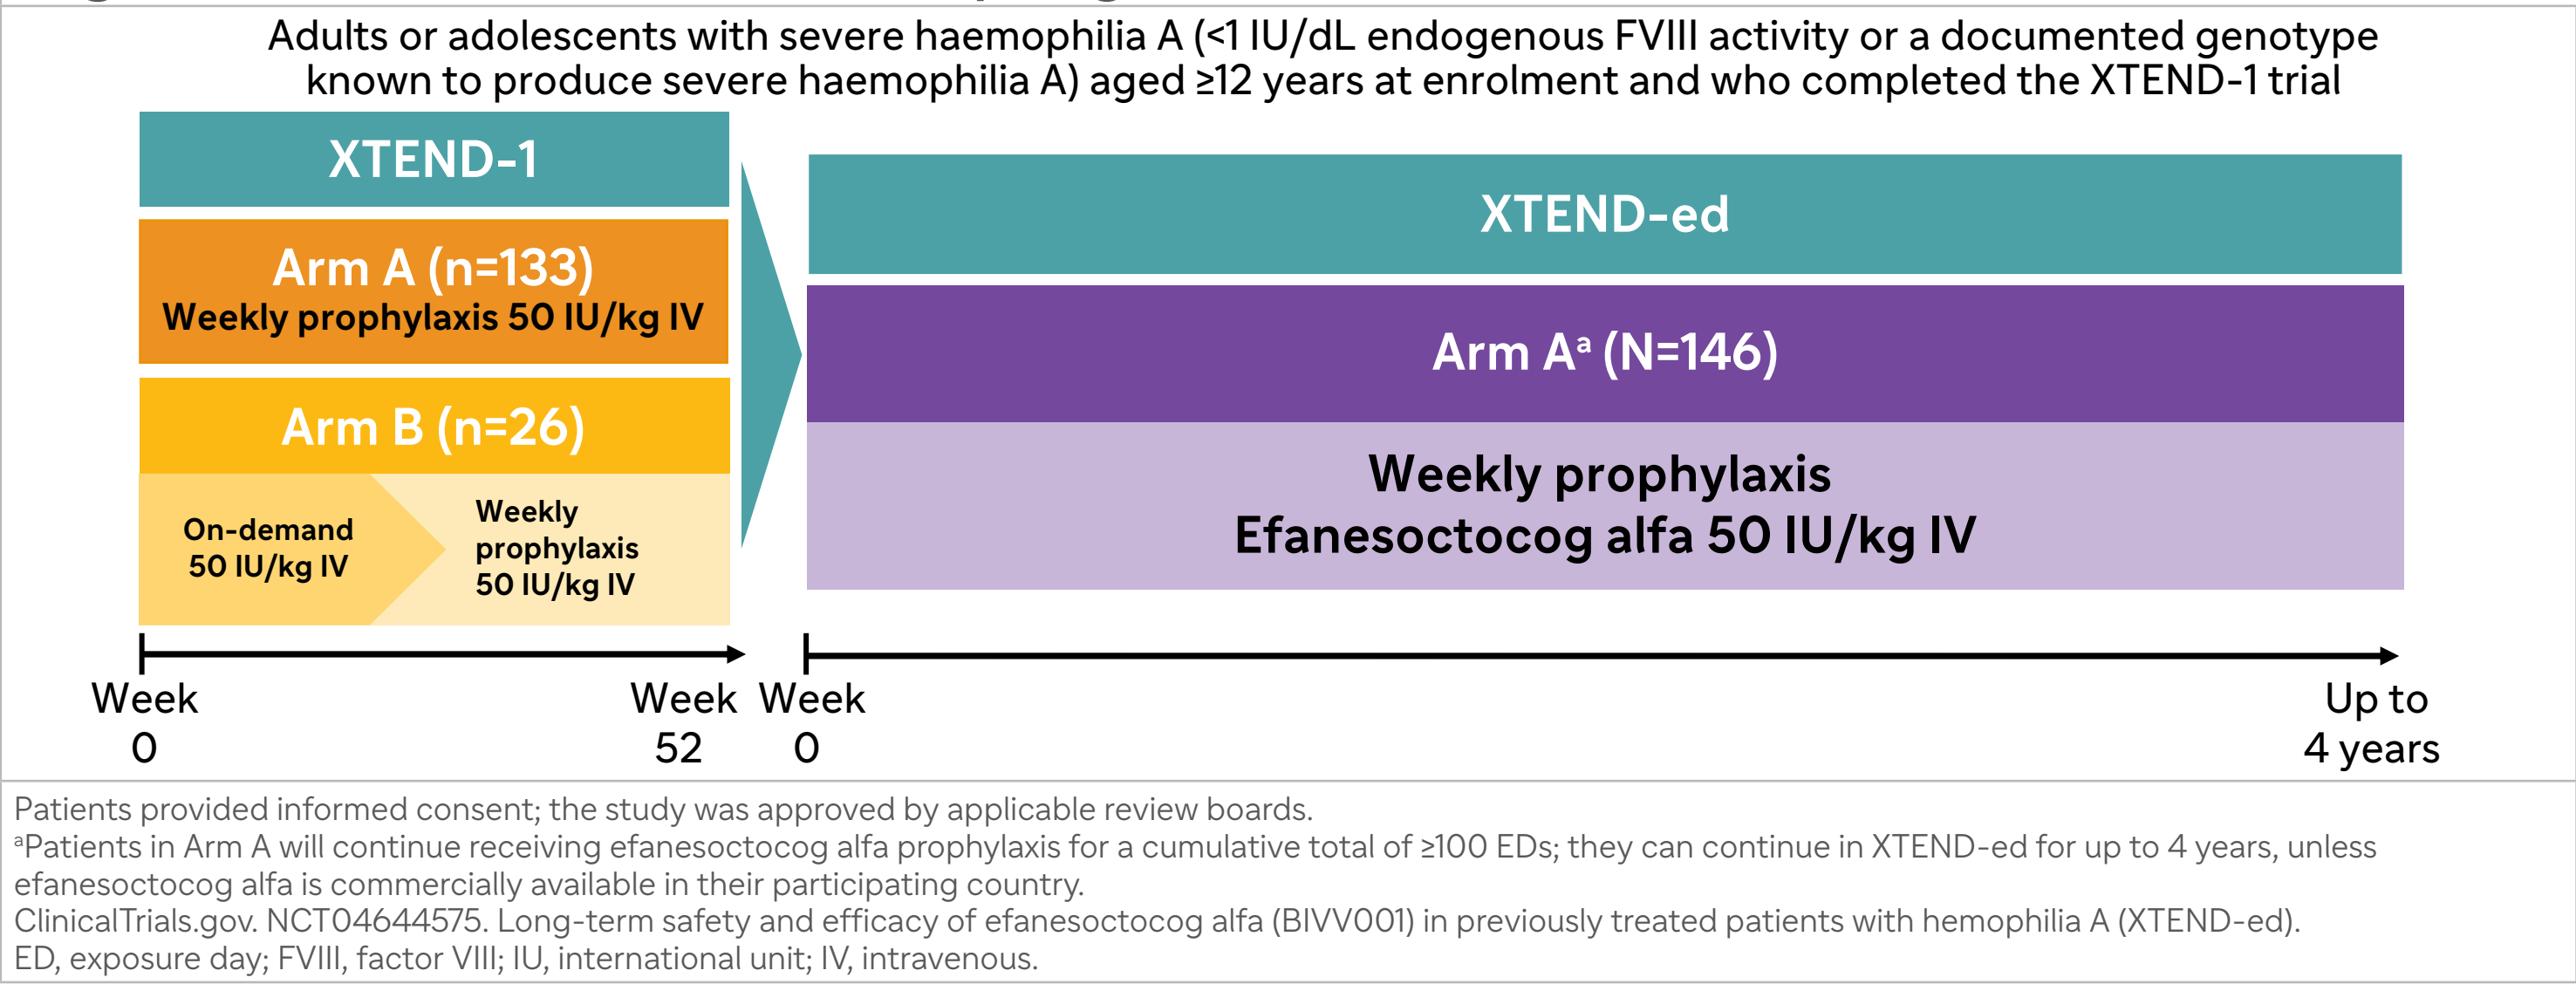 Adults or adolescents with severe haemophilia A (<1 IU/dL endogenous FVIII activity or a documented genotype
known to produce severe haemophilia A) aged ≥12 years at enrolment and who completed the XTEND-1 trial
XTEND-1
Arm A (n=133)
Weekly prophylaxis 50 IU/kg IV
Arm B (n=26)
On-demand
50 IU/kg IV
Weekly
prophylaxis
50 IU/kg IV
Week
0
Week
52
XTEND-ed
Arm Aᵃ (N=146)
Weekly prophylaxis
Efanesoctocog alfa 50 IU/kg IV
Week
0
Up to
4 years
Patients provided informed consent; the study was approved by applicable review boards.
ᵃPatients in Arm A will continue receiving efanesoctocog alfa prophylaxis for a cumulative total of ≥100 EDs; they can continue in XTEND-ed for up to 4 years, unless
efanesoctocog alfa is commercially available in their participating country.
ClinicalTrials.gov. NCT04644575. Long-term safety and efficacy of efanesoctocog alfa (BIVV001) in previously treated patients with hemophilia A (XTEND-ed).
ED, exposure day; FVIII, factor VIII; IU, international unit; IV, intravenous.